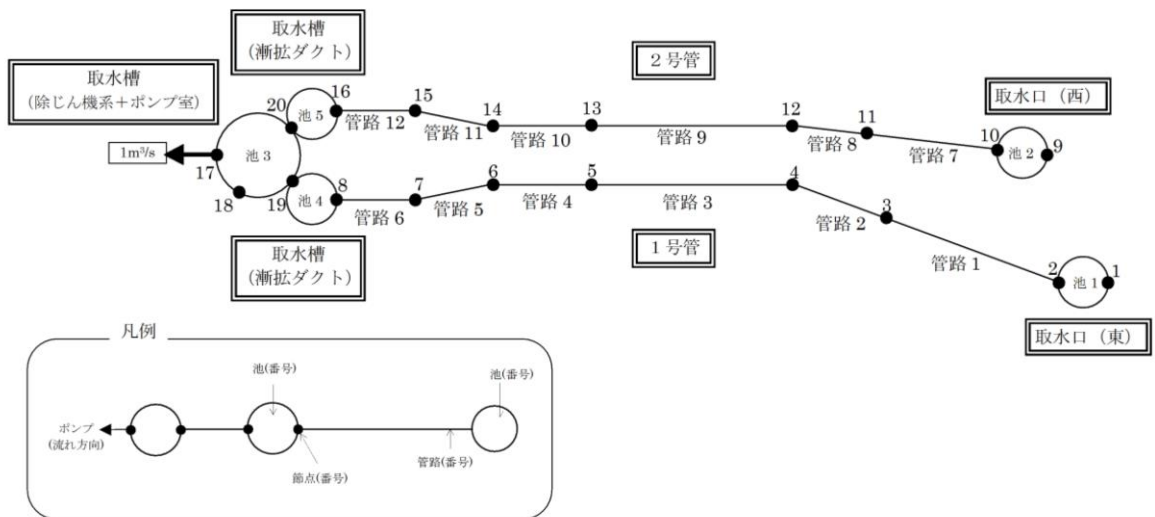 取水槽
(漸拡ダクト)
2号管
取水槽
(除じん機系+ポンプ室)
取水口（西）
16
15
20
池5
14
13
12
11
管路12
管路11
管路10
管路9
管路8
10
池2
9
管路7
1m³/s
池3
17
18
19
池4
8
7
6
5
4
3
管路6
管路5
管路4
管路3
管路2
管路1
2
池1
1
取水槽
(漸拡ダクト)
1号管
取水口（東）
凡例
池(番号)
池(番号)
ポンプ
(流れ方向)
管路(番号)
節点(番号)